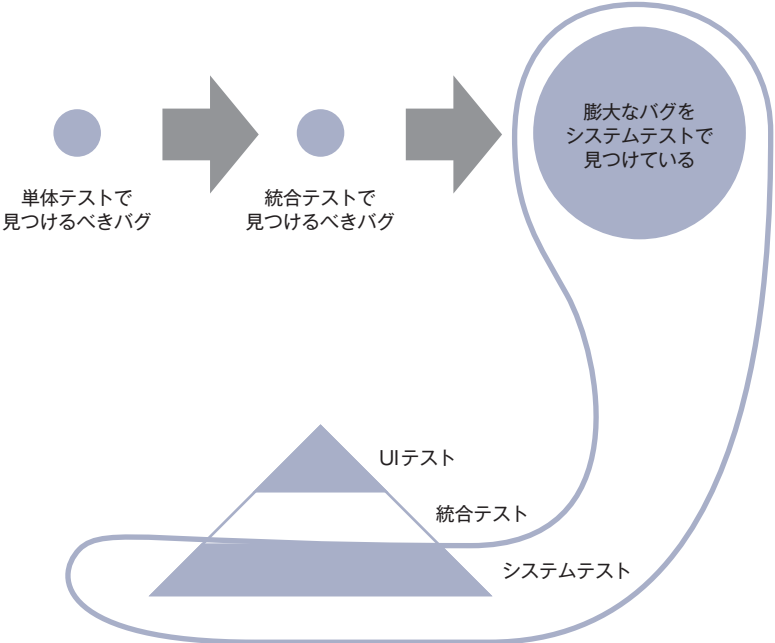 単体テストで
見つけるべきバグ
統合テストで
見つけるべきバグ
膨大なバグを
システムテストで
見つけている
UIテスト
統合テスト
システムテスト